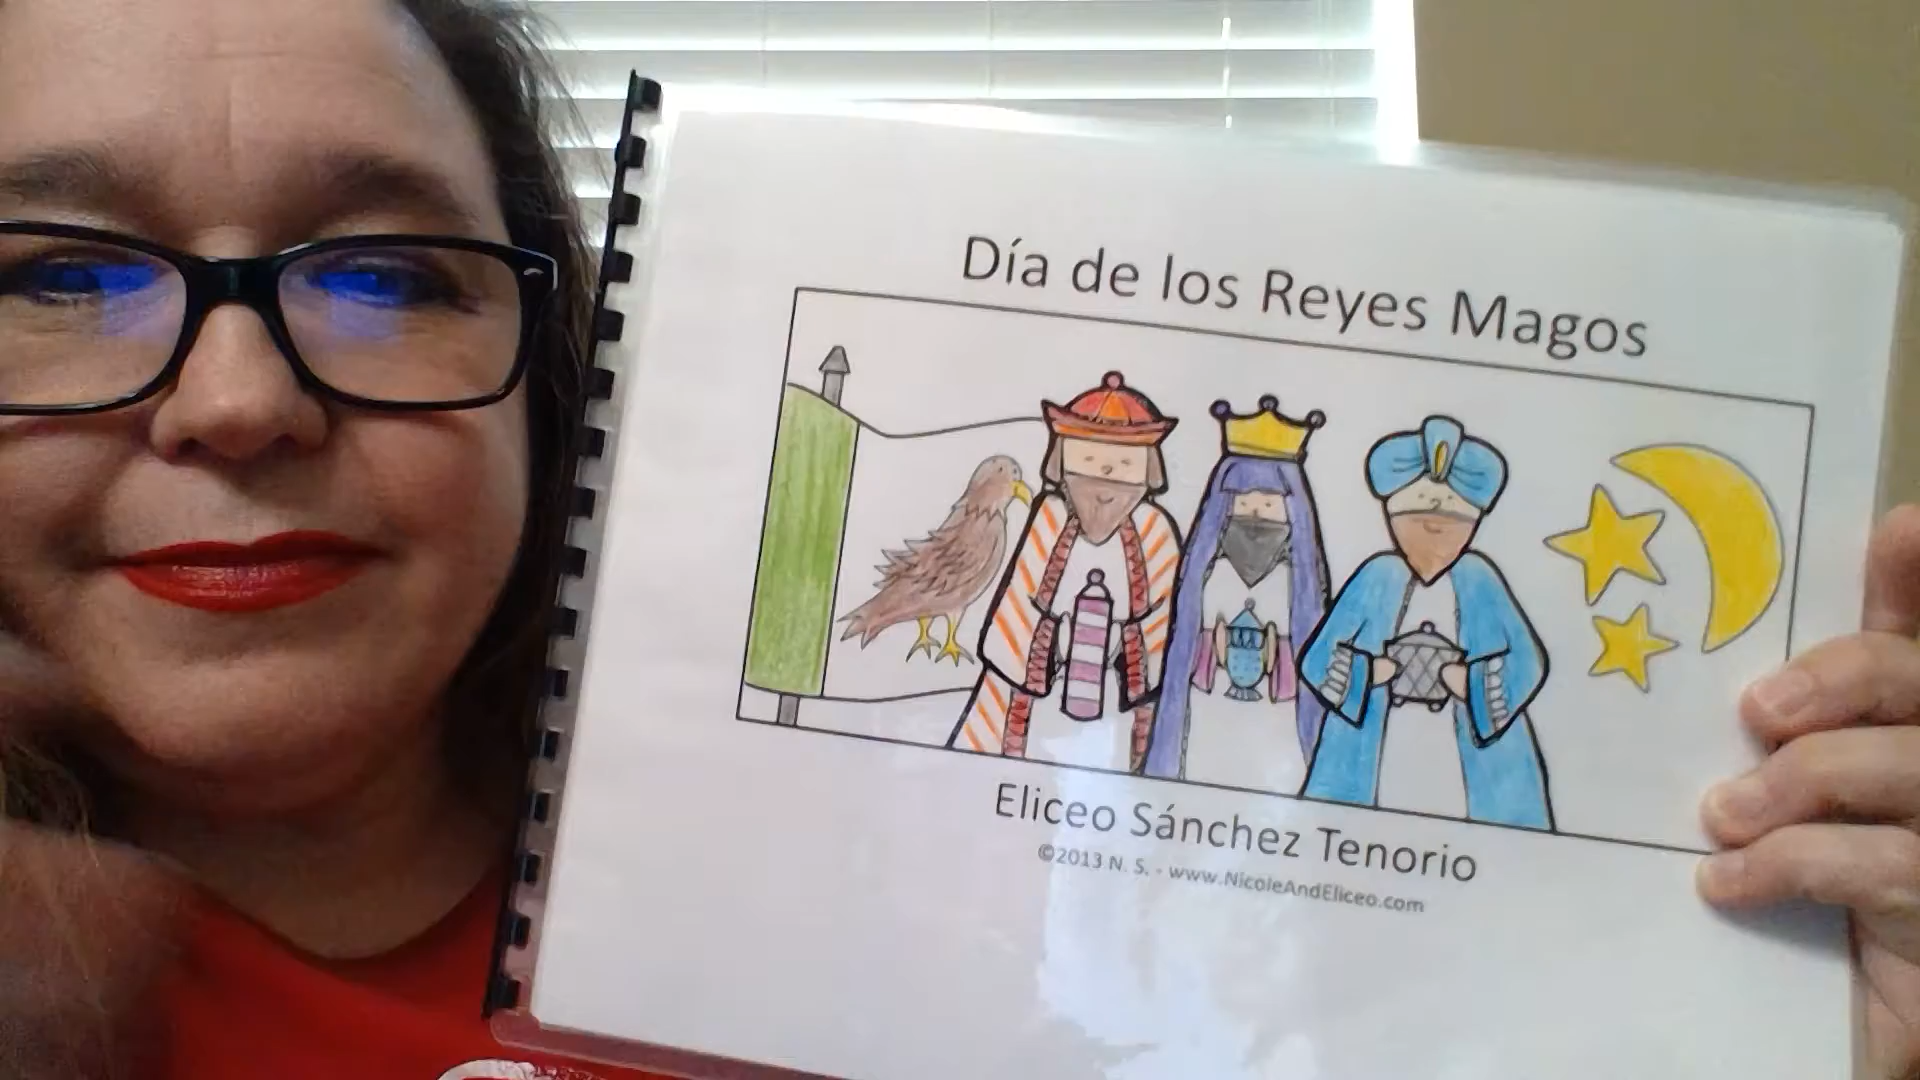 Día de los Reyes Magos
Eliceo Sánchez Tenorio
©2013 N. S. - www.NicoleAndEliceo.com